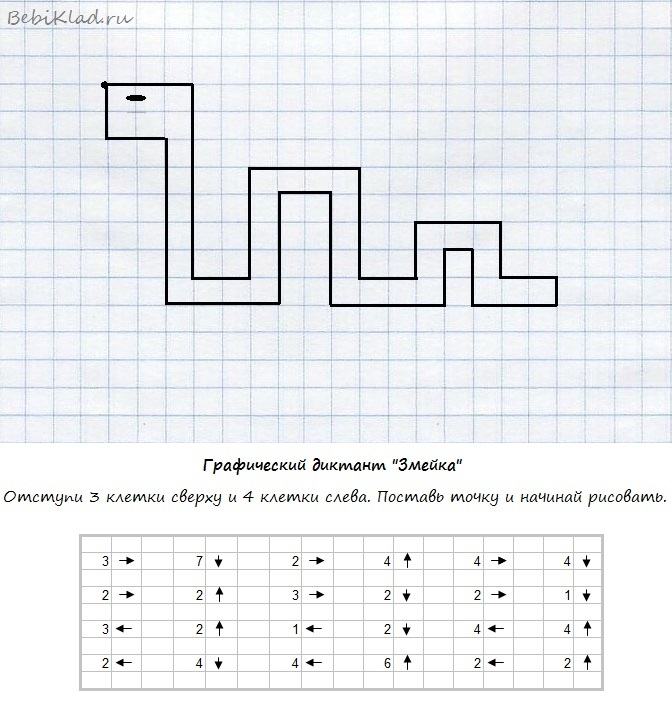 BebiKlad.ru
Графический диктант "Змейка"
Отступи 3 клетки сверху и 4 клетки слева. Поставь точку и начинай рисовать.
3 → 7 ↓ 2 → 4 ↑ 4 → 4 ↓
2 → 2 ↑ 3 → 2 ↓ 2 → 1 ↓
3 ← 2 ↑ 1 ← 2 ↓ 4 ← 4 ↑
2 ← 4 ↓ 4 ← 6 ↑ 2 ← 2 ↑